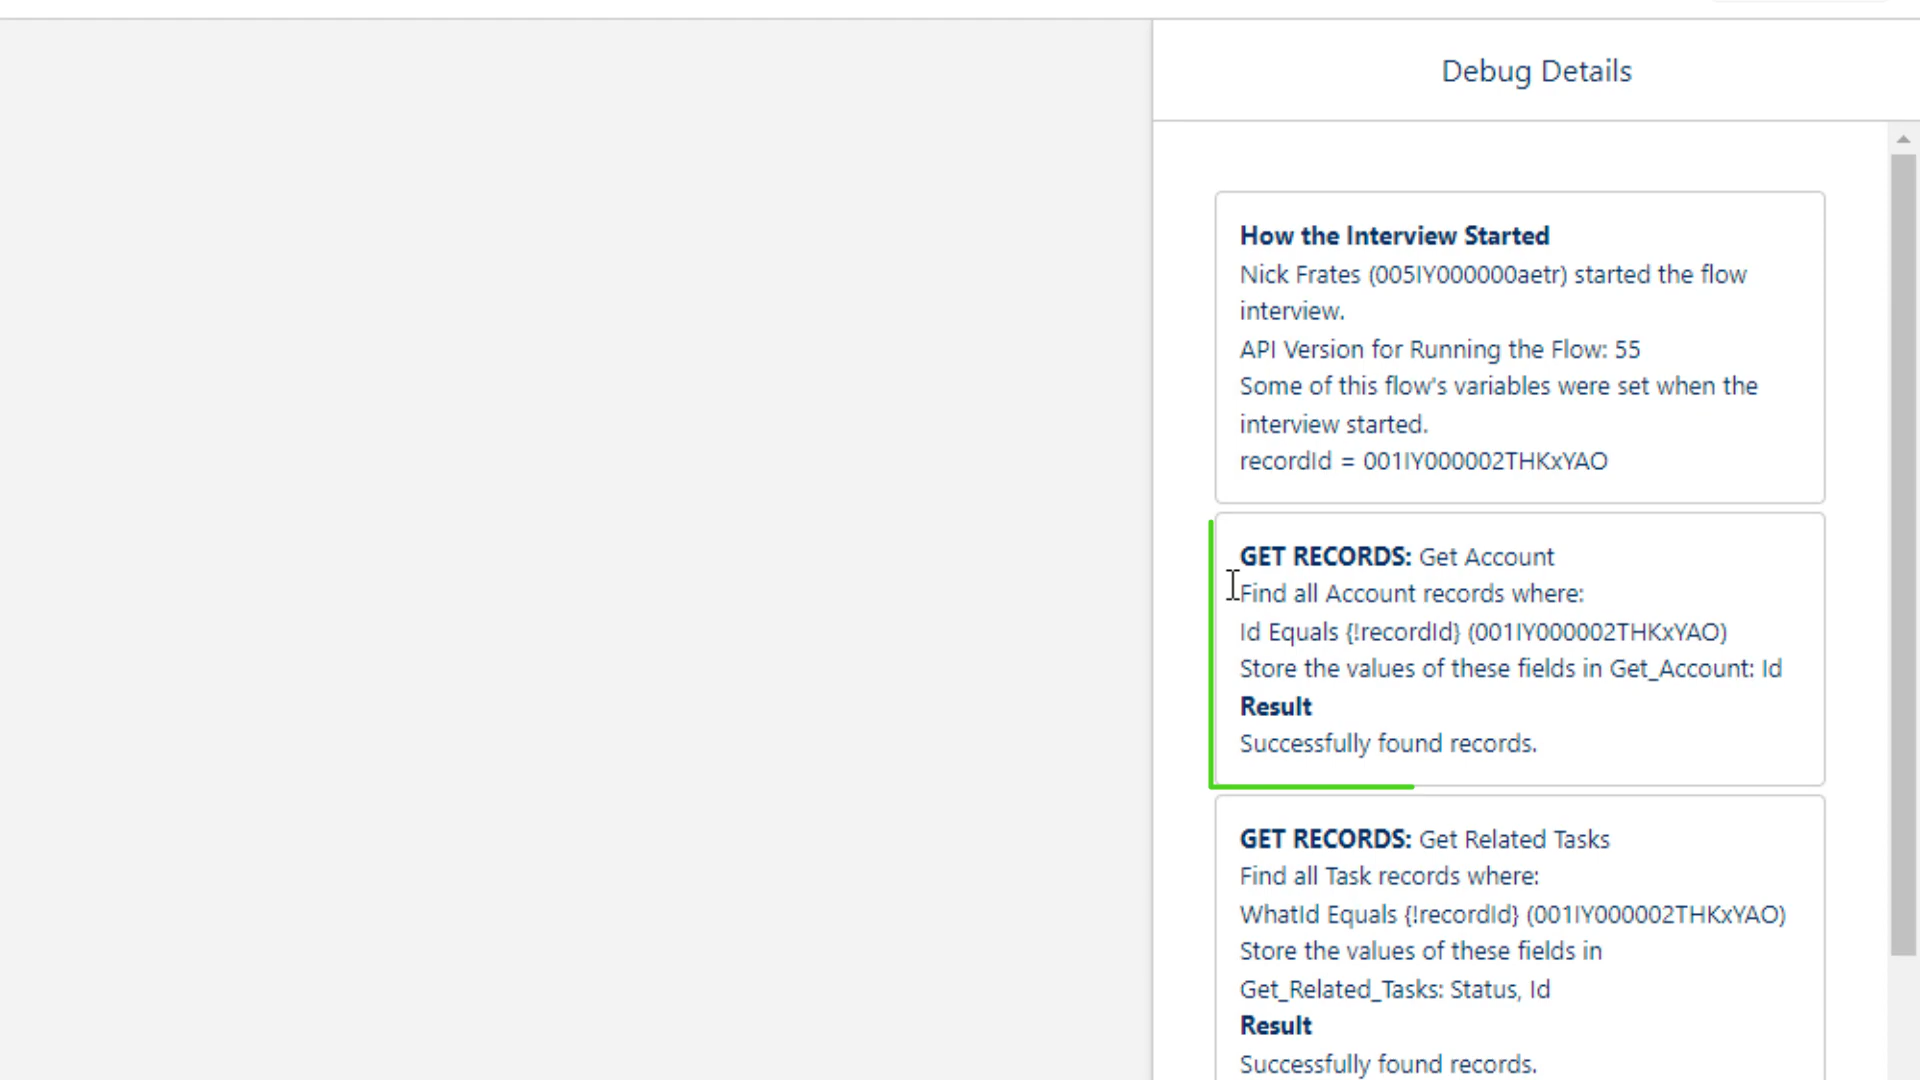 Debug Details
How the Interview Started
Nick Frates (005IY000000aetr) started the flow
interview.
API Version for Running the Flow: 55
Some of this flow's variables were set when the
interview started.
recordId = 001IY000002THKxYAO
GET RECORDS: Get Account
Find all Account records where:
Id Equals {!recordId} (001IY000002THKxYAO)
Store the values of these fields in Get_Account: Id
Result
Successfully found records.
GET RECORDS: Get Related Tasks
Find all Task records where:
WhatId Equals {!recordId} (001IY000002THKxYAO)
Store the values of these fields in
Get_Related_Tasks: Status, Id
Result
Successfully found records.